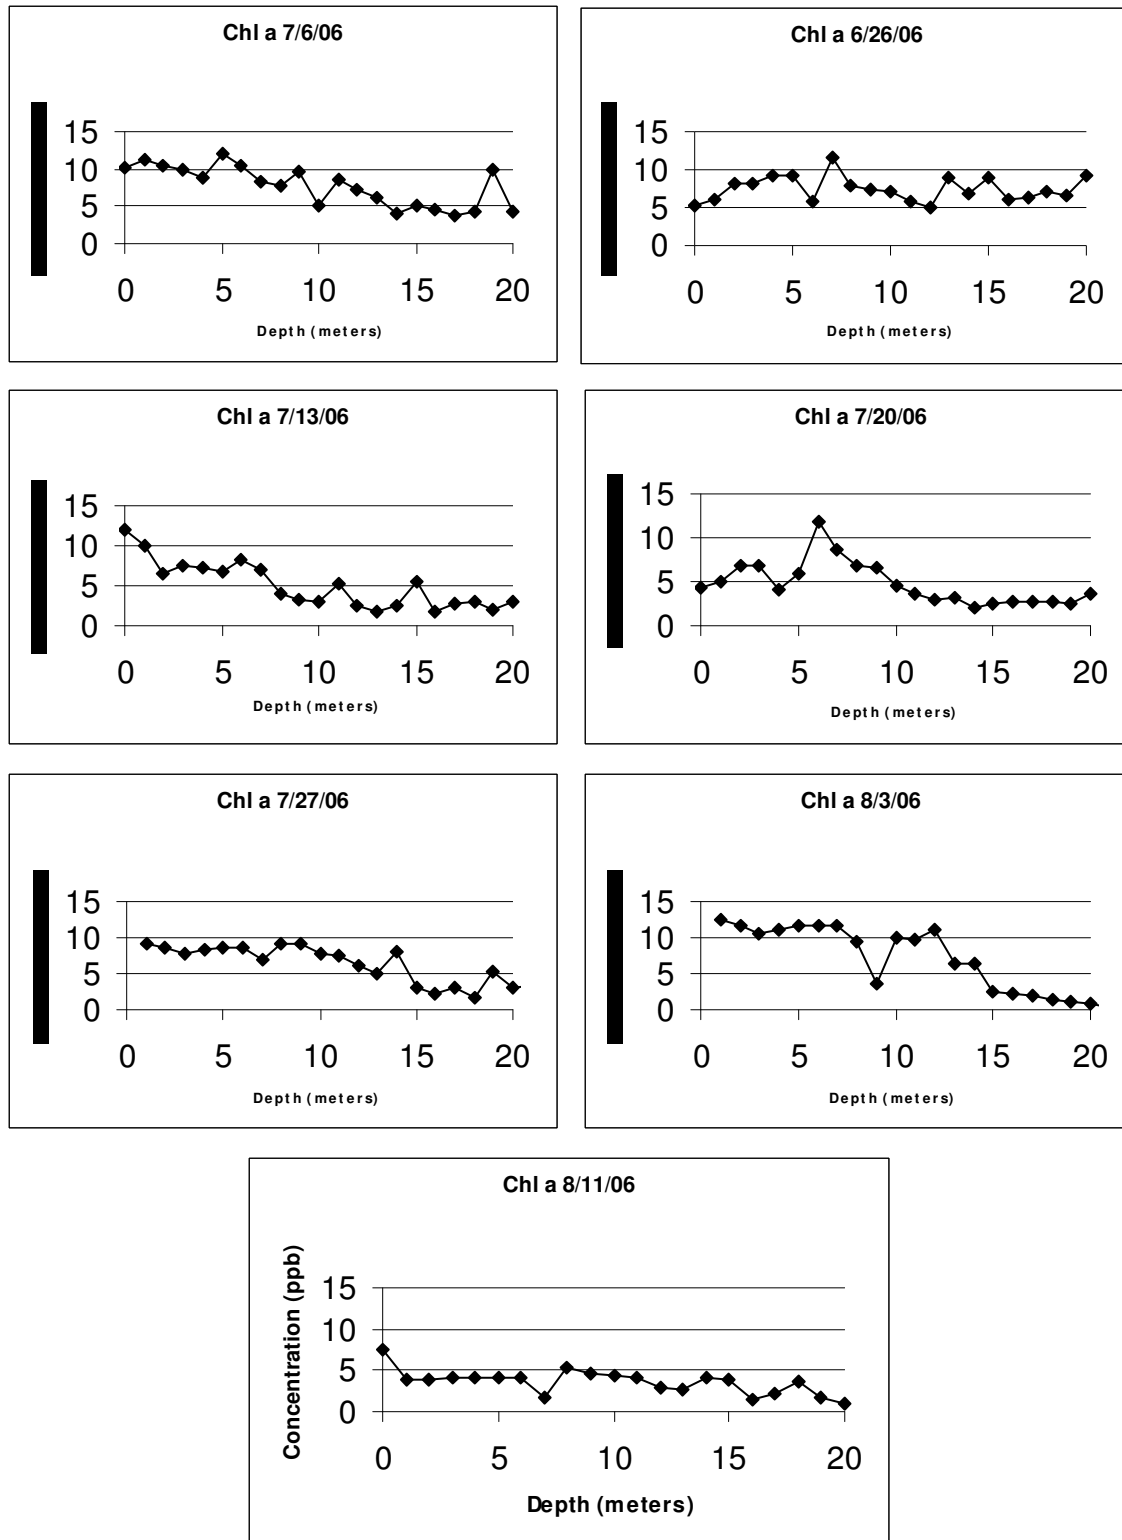 Chl a 7/6/06
15
10
5
0
0 5 10 15 20
Depth (meters)
Chl a 6/26/06
15
10
5
0
0 5 10 15 20
Depth (meters)
Chl a 7/13/06
15
10
5
0
0 5 10 15 20
Depth (meters)
Chl a 7/20/06
15
10
5
0
0 5 10 15 20
Depth (meters)
Chl a 7/27/06
15
10
5
0
0 5 10 15 20
Depth (meters)
Chl a 8/3/06
15
10
5
0
0 5 10 15 20
Depth (meters)
Chl a 8/11/06
Concentration (ppb)
15
10
5
0
0 5 10 15 20
Depth (meters)